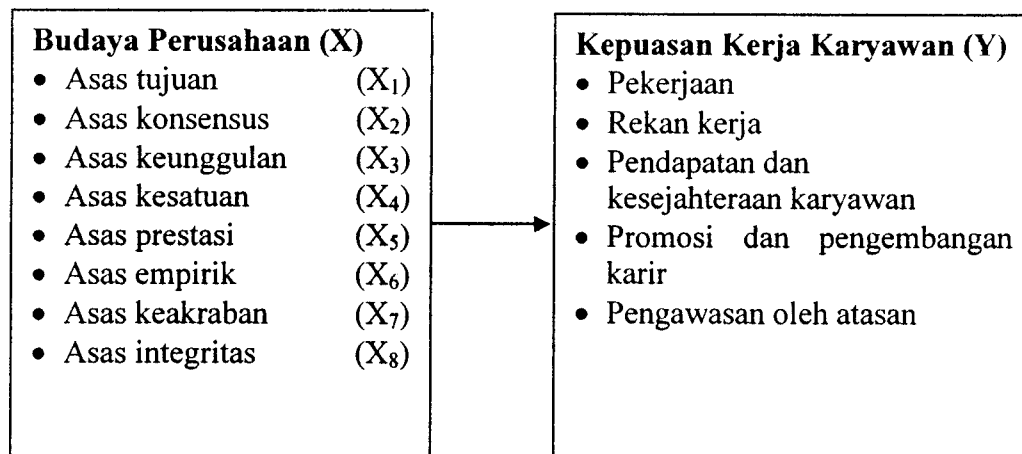 Budaya Perusahaan (X)
• Asas tujuan (X₁)
• Asas konsensus (X₂)
• Asas keunggulan (X₃)
• Asas kesatuan (X₄)
• Asas prestasi (X₅)
• Asas empirik (X₆)
• Asas keakraban (X₇)
• Asas integritas (X₈)
Kepuasan Kerja Karyawan (Y)
• Pekerjaan
• Rekan kerja
• Pendapatan dan
kesejahteraan karyawan
• Promosi dan pengembangan
karir
• Pengawasan oleh atasan